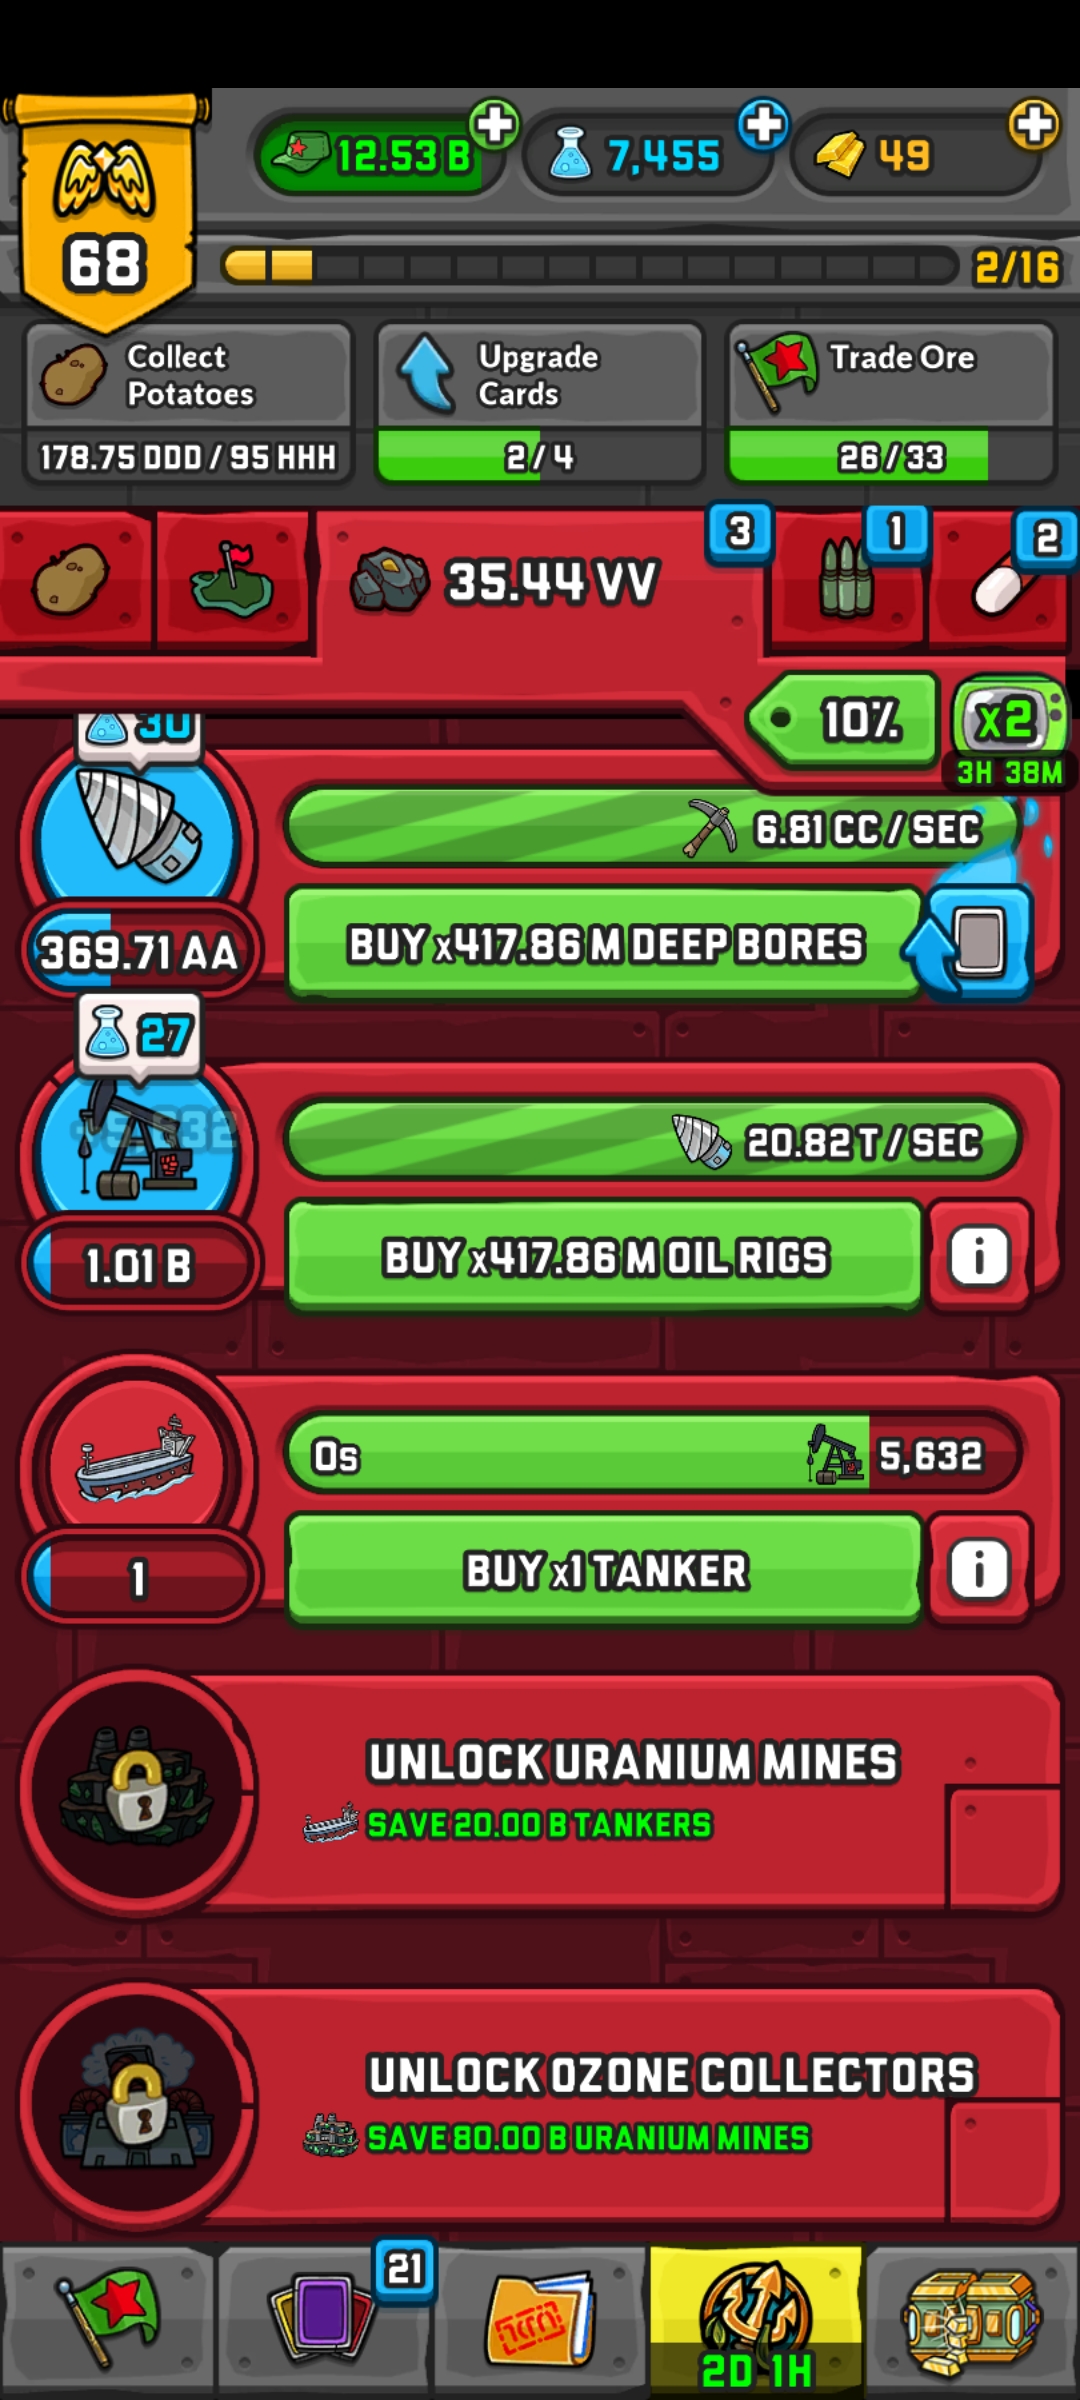 12.53 B
7,455
49
68
2/16
Collect
Potatoes
178.75 DDD / 95 HHH
Upgrade
Cards
2/4
Trade Ore
26/33
35.44 VV
3
1
2
10%
x2
3H 38M
30
6.81 CC / SEC
369.71 AA
BUY x417.86 M DEEP BORES
27
20.82 T / SEC
1.01 B
BUY x417.86 M OIL RIGS
i
0s
5,632
1
BUY x1 TANKER
i
UNLOCK URANIUM MINES
SAVE 20.00 B TANKERS
UNLOCK OZONE COLLECTORS
SAVE 80.00 B URANIUM MINES
21
2D 1H